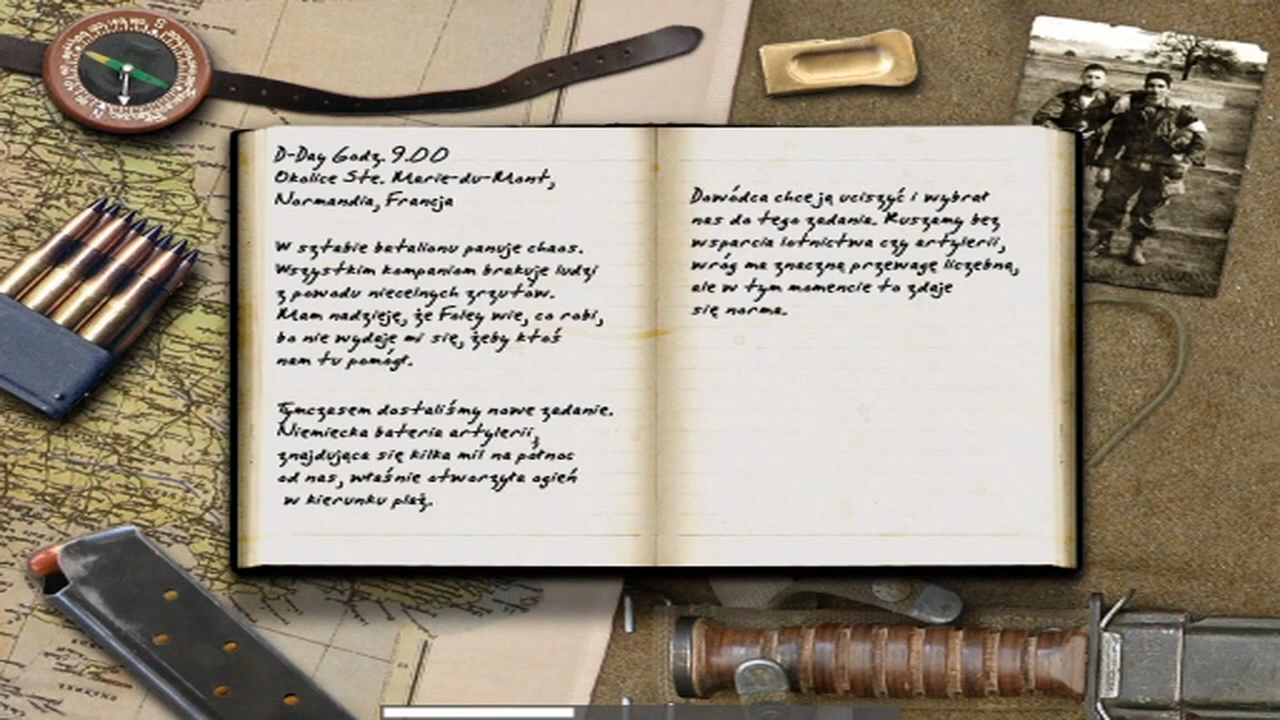 D-Day Godz. 9.00
Okolice Ste. Marie-du-Mont,
Normandia, Francja
W sztabie batalionu panuje chaos.
Wszystkim kompaniom brakuje ludzi
z powodu niecelnych zrzutów.
Mam nadzieję, że Foley wie, co robi,
bo nie wydaje mi się, żeby ktoś
nam tu pomógł.
Tymczasem dostaliśmy nowe zadanie.
Niemiecka bateria artylerii,
znajdująca się kilka mil na północ
od nas, właśnie otworzyła ogień
w kierunku plaż.
Dowódca chce ją uciszyć i wybrał
nas do tego zadania. Ruszamy bez
wsparcia lotnictwa czy artylerii,
wróg ma znaczną przewagę liczebną,
ale w tym momencie to zdaje
się norma.